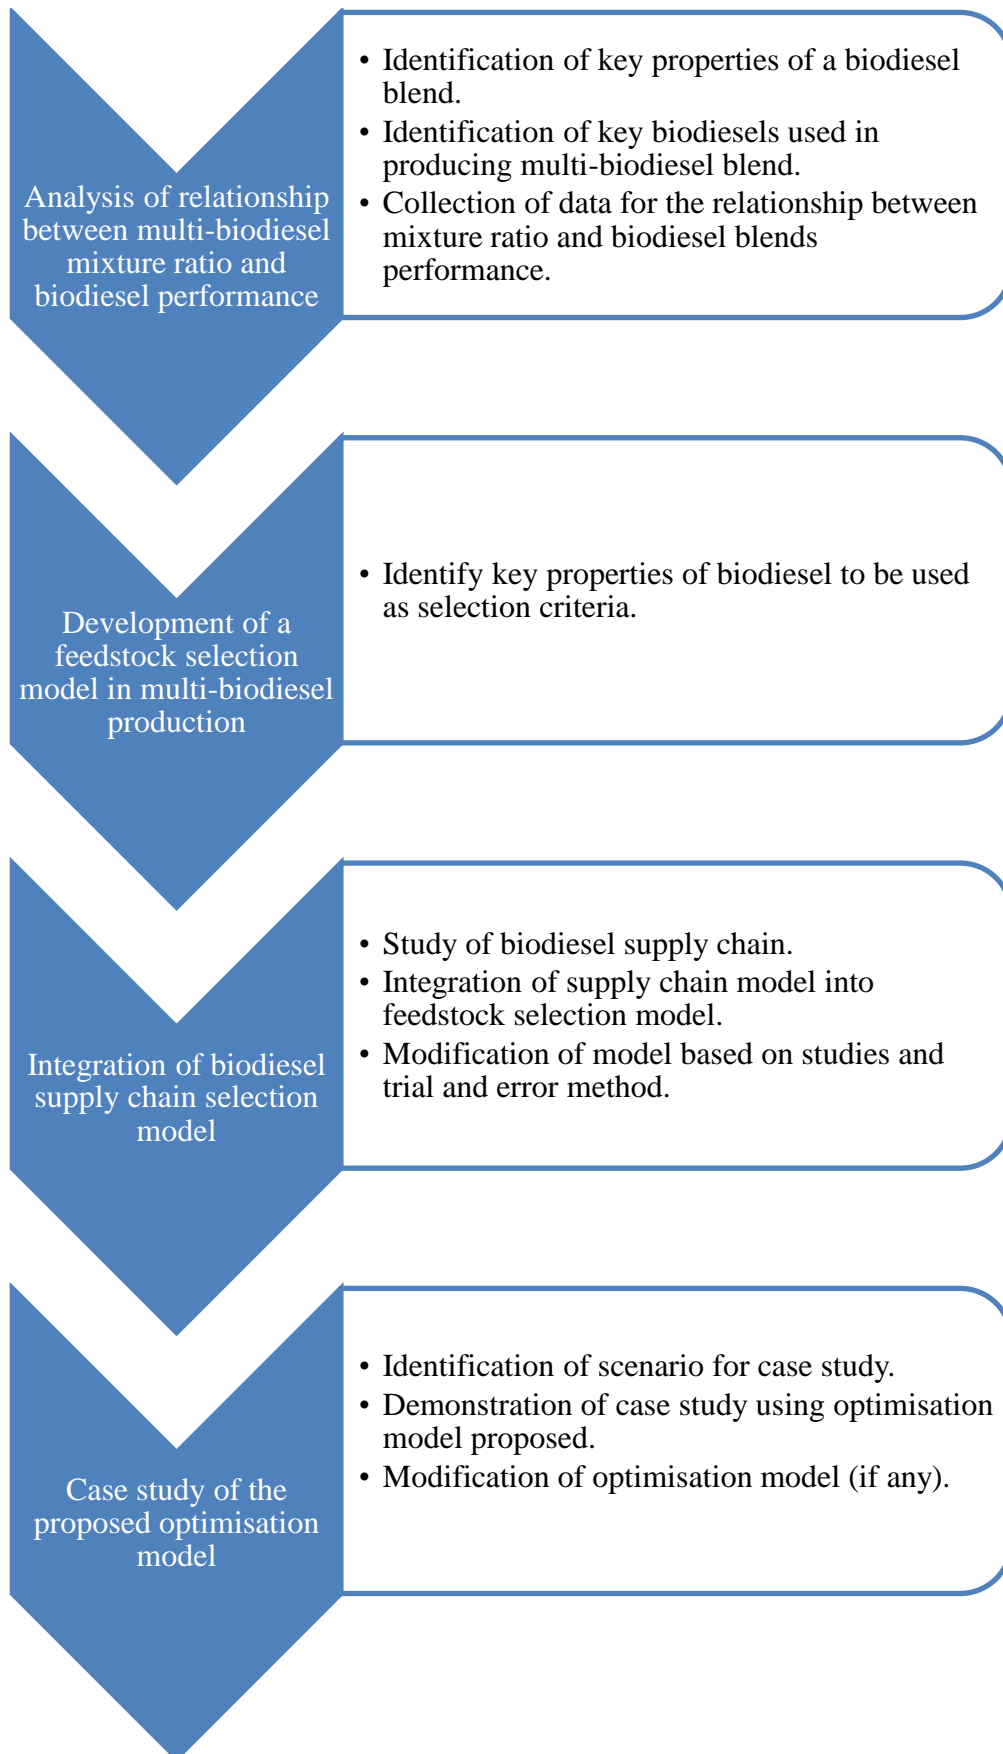 Analysis of relationship
between multi-biodiesel
mixture ratio and
biodiesel performance
• Identification of key properties of a biodiesel
blend.
• Identification of key biodiesels used in
producing multi-biodiesel blend.
• Collection of data for the relationship between
mixture ratio and biodiesel blends
performance.
Development of a
feedstock selection
model in multi-biodiesel
production
• Identify key properties of biodiesel to be used
as selection criteria.
Integration of biodiesel
supply chain selection
model
• Study of biodiesel supply chain.
• Integration of supply chain model into
feedstock selection model.
• Modification of model based on studies and
trial and error method.
Case study of the
proposed optimisation
model
• Identification of scenario for case study.
• Demonstration of case study using optimisation
model proposed.
• Modification of optimisation model (if any).